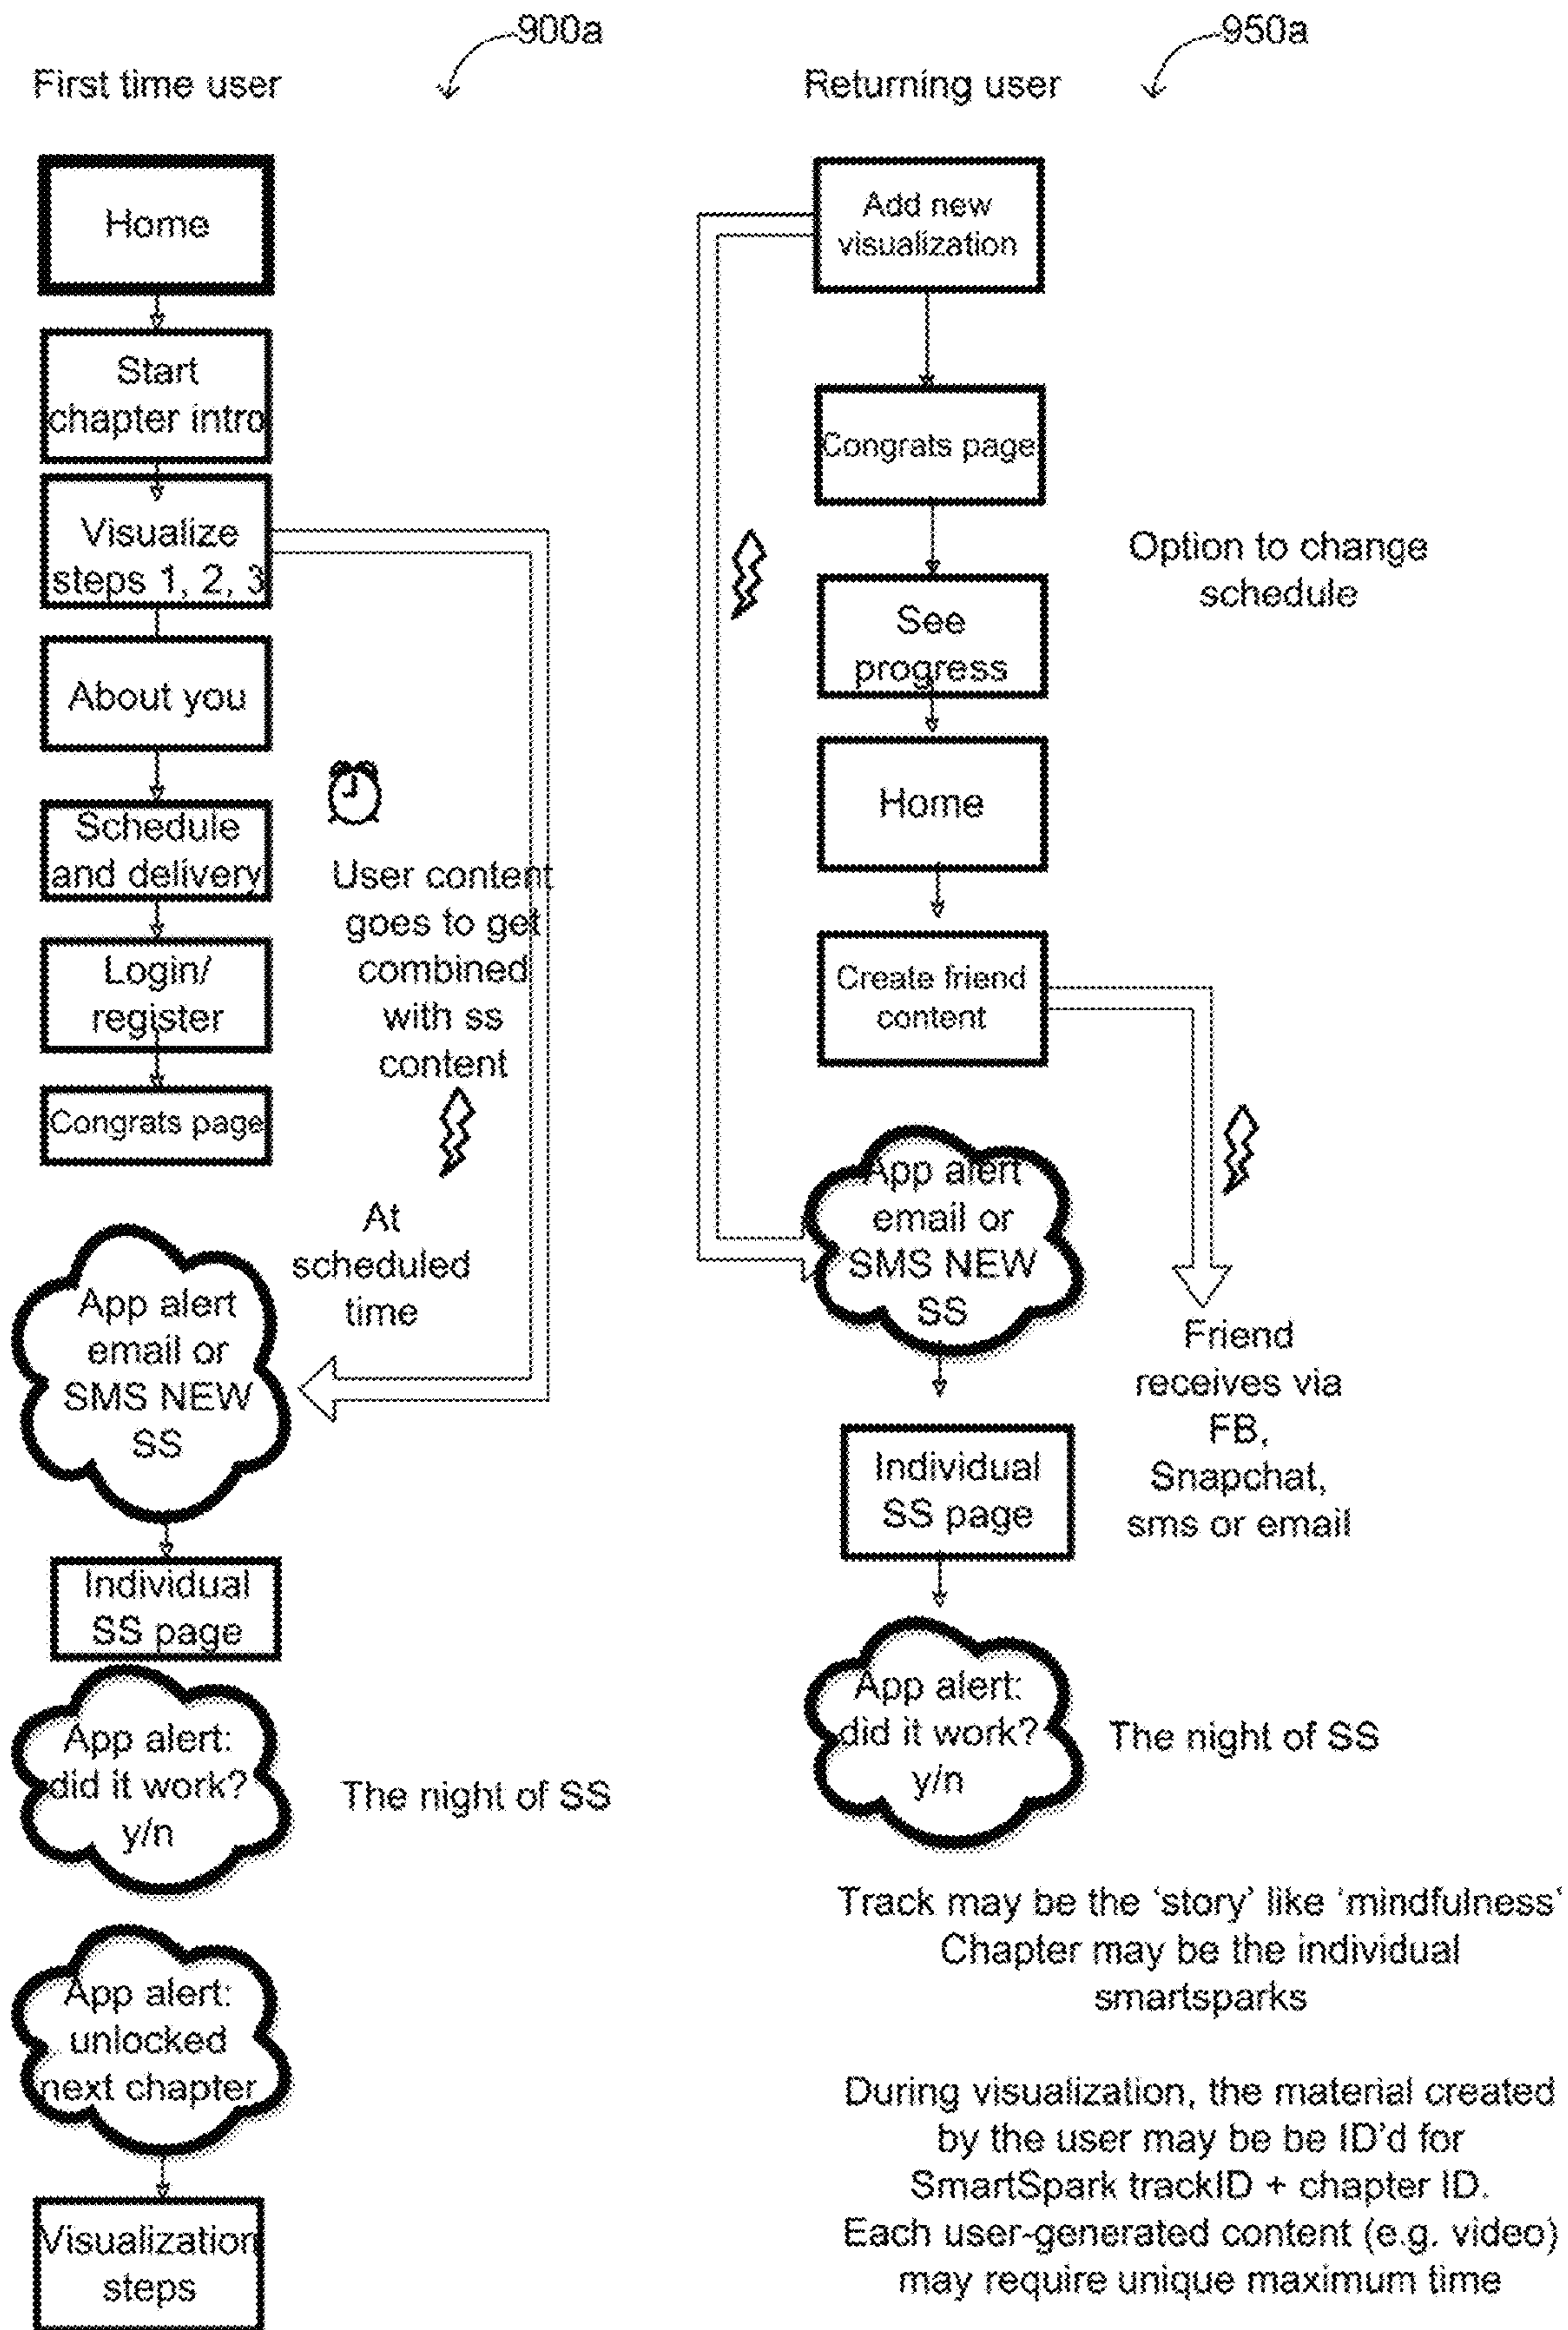 900a
First time user
Home
Start
chapter intro
Visualize
steps 1, 2, 3
About you
Schedule
and delivery
Login/
register
Congrats page
User content
goes to get
combined
with ss
content
At
scheduled
time
App alert
email or
SMS NEW
SS
Individual
SS page
App alert:
did it work?
y/n
The night of SS
App alert:
unlocked
next chapter
Visualization
steps
950a
Returning user
Add new
visualization
Congrats page
Option to change
schedule
See
progress
Home
Create friend
content
App alert
email or
SMS NEW
SS
Friend
receives via
FB,
Snapchat,
sms or email
Individual
SS page
App alert:
did it work?
y/n
The night of SS
Track may be the ‘story’ like ‘mindfulness‘
Chapter may be the individual
smartsparks
During visualization, the material created
by the user may be be ID’d for
SmartSpark trackID + chapter ID.
Each user-generated content (e.g. video)
may require unique maximum time